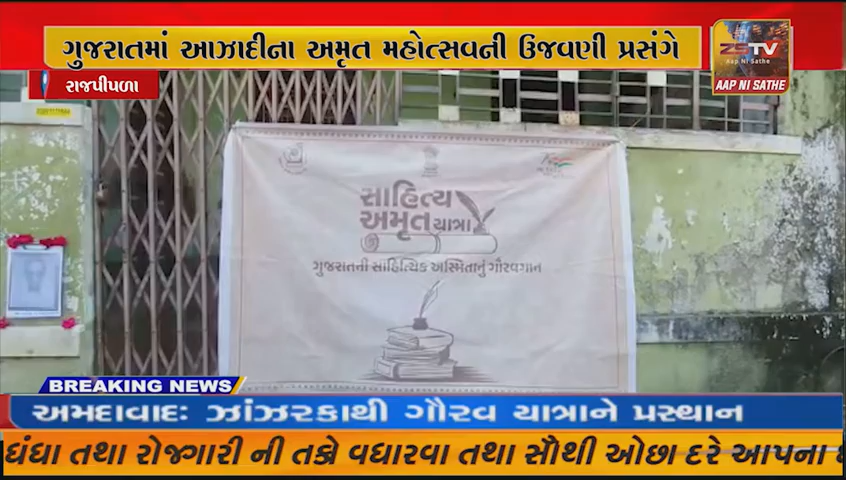 ગુજરાતમાં આઝાદીના અમૃત મહોત્સવની ઉજવણી પ્રસંગે
ZSTV
Aap Ni Sathe
AAP NI SATHE
રાજપીપળા
સાહિત્ય
અમૃત યાત્રા
ગુજરાતની સાહિત્યિક અસ્મિતાનું ગૌરવગાન
BREAKING NEWS
અમદાવાદઃ ઝાંઝરકાથી ગૌરવ યાત્રાને પ્રસ્થાન
ધંધા તથા રોજગારી ની તકો વધારવા તથા સૌથી ઓછા દરે આપના